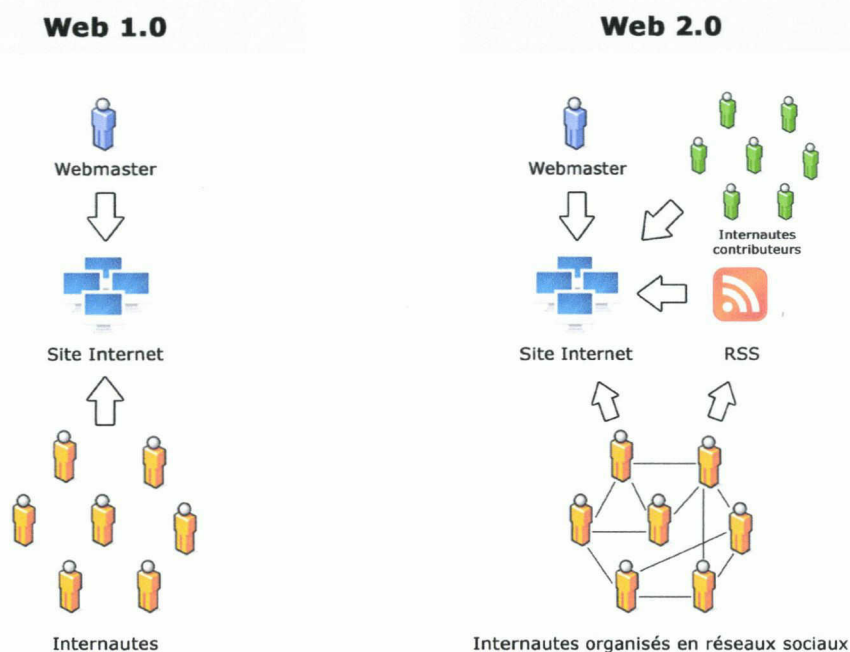 Web 1.0
Webmaster
Site Internet
Internautes
Web 2.0
Webmaster
Internautes
contributeurs
Site Internet
RSS
Internautes organisés en réseaux sociaux